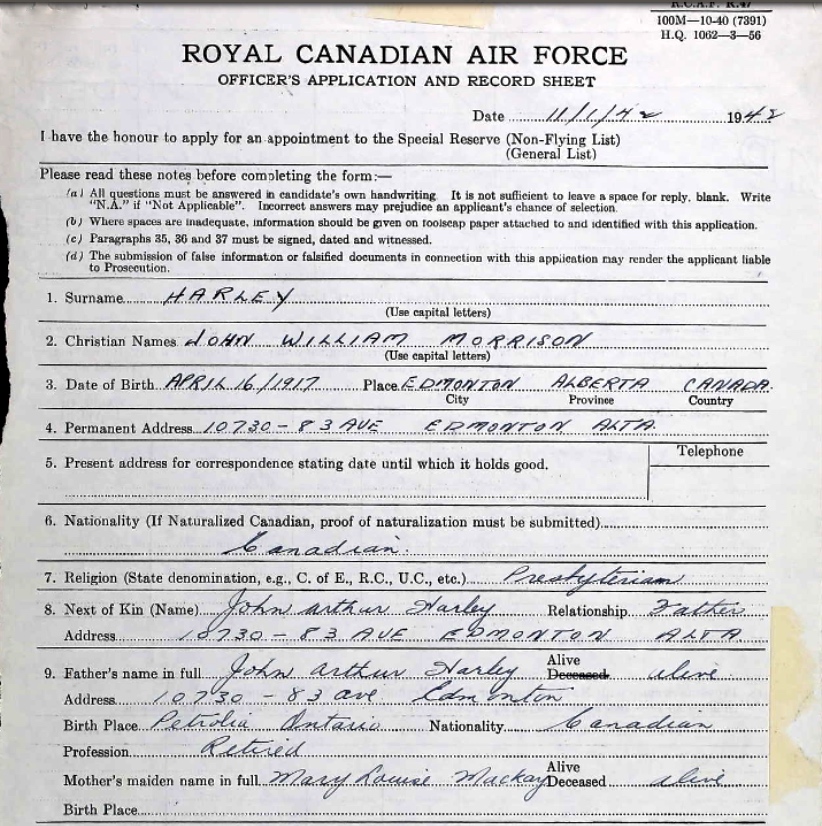 R.C.A.F. R.47
100M—10-40 (7391)
H.Q. 1062—3—56
ROYAL CANADIAN AIR FORCE
OFFICER'S APPLICATION AND RECORD SHEET
Date 11/1/42 1942
I have the honour to apply for an appointment to the Special Reserve (Non-Flying List)
(General List)
Please read these notes before completing the form:—
(a) All questions must be answered in candidate's own handwriting. It is not sufficient to leave a space for reply, blank. Write
"N.A." if "Not Applicable". Incorrect answers may prejudice an applicant's chance of selection.
(b) Where spaces are inadequate, information should be given on foolscap paper attached to and identified with this application.
(c) Paragraphs 35, 36 and 37 must be signed, dated and witnessed.
(d) The submission of false information or falsified documents in connection with this application may render the applicant liable
to Prosecution.
1. Surname HARLEY
(Use capital letters)
2. Christian Names JOHN WILLIAM MORRISON
(Use capital letters)
3. Date of Birth APRIL 16/1917 Place EDMONTON ALBERTA CANADA.
City Province Country
4. Permanent Address 10730 - 83 AVE EDMONTON ALTA.
5. Present address for correspondence stating date until which it holds good.
Telephone
6. Nationality (If Naturalized Canadian, proof of naturalization must be submitted)
Canadian.
7. Religion (State denomination, e.g., C. of E., R.C., U.C., etc.) Presbyterian
8. Next of Kin (Name) John Arthur Harley Relationship Father
Address 10730 - 83 AVE EDMONTON ALTA
9. Father's name in full John Arthur Harley Alive Deceased alive
Address 10730 - 83 ave Edmonton
Birth Place Petrolia Ontario Nationality Canadian
Profession Retired
Mother's maiden name in full Mary Louise Mackay Alive Deceased alive
Birth Place